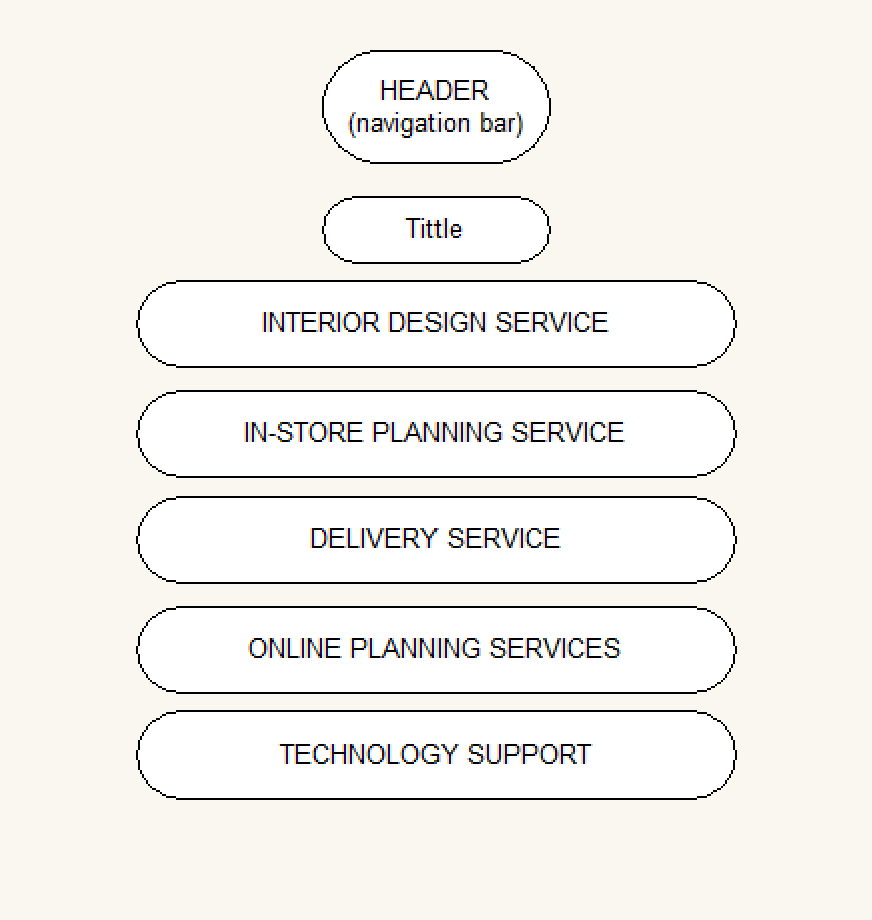 HEADER
(navigation bar)
Tittle
INTERIOR DESIGN SERVICE
IN-STORE PLANNING SERVICE
DELIVERY SERVICE
ONLINE PLANNING SERVICES
TECHNOLOGY SUPPORT